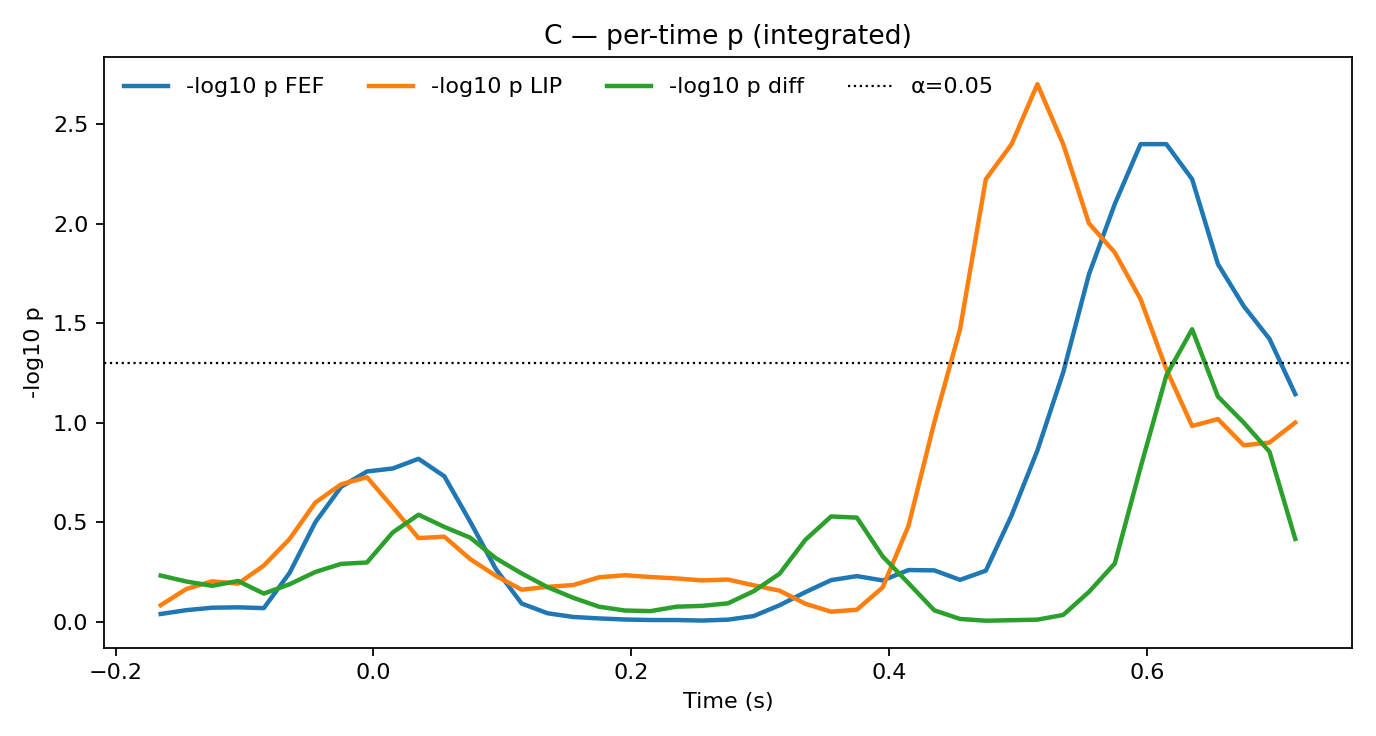 C — per-time p (integrated)
-log10 p FEF -log10 p LIP -log10 p diff α=0.05
-log10 p
2.5
2.0
1.5
1.0
0.5
0.0
−0.2 0.0 0.2 0.4 0.6
Time (s)